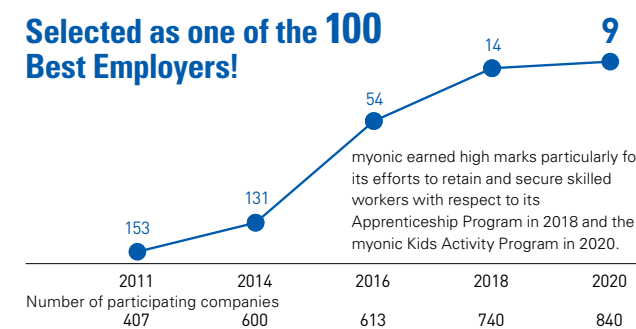 Selected as one of the 100
Best Employers!
153
131
54
14
9
myonic earned high marks particularly fo
its efforts to retain and secure skilled
workers with respect to its
Apprenticeship Program in 2018 and the
myonic Kids Activity Program in 2020.
2011 2014 2016 2018 2020
Number of participating companies
407 600 613 740 840